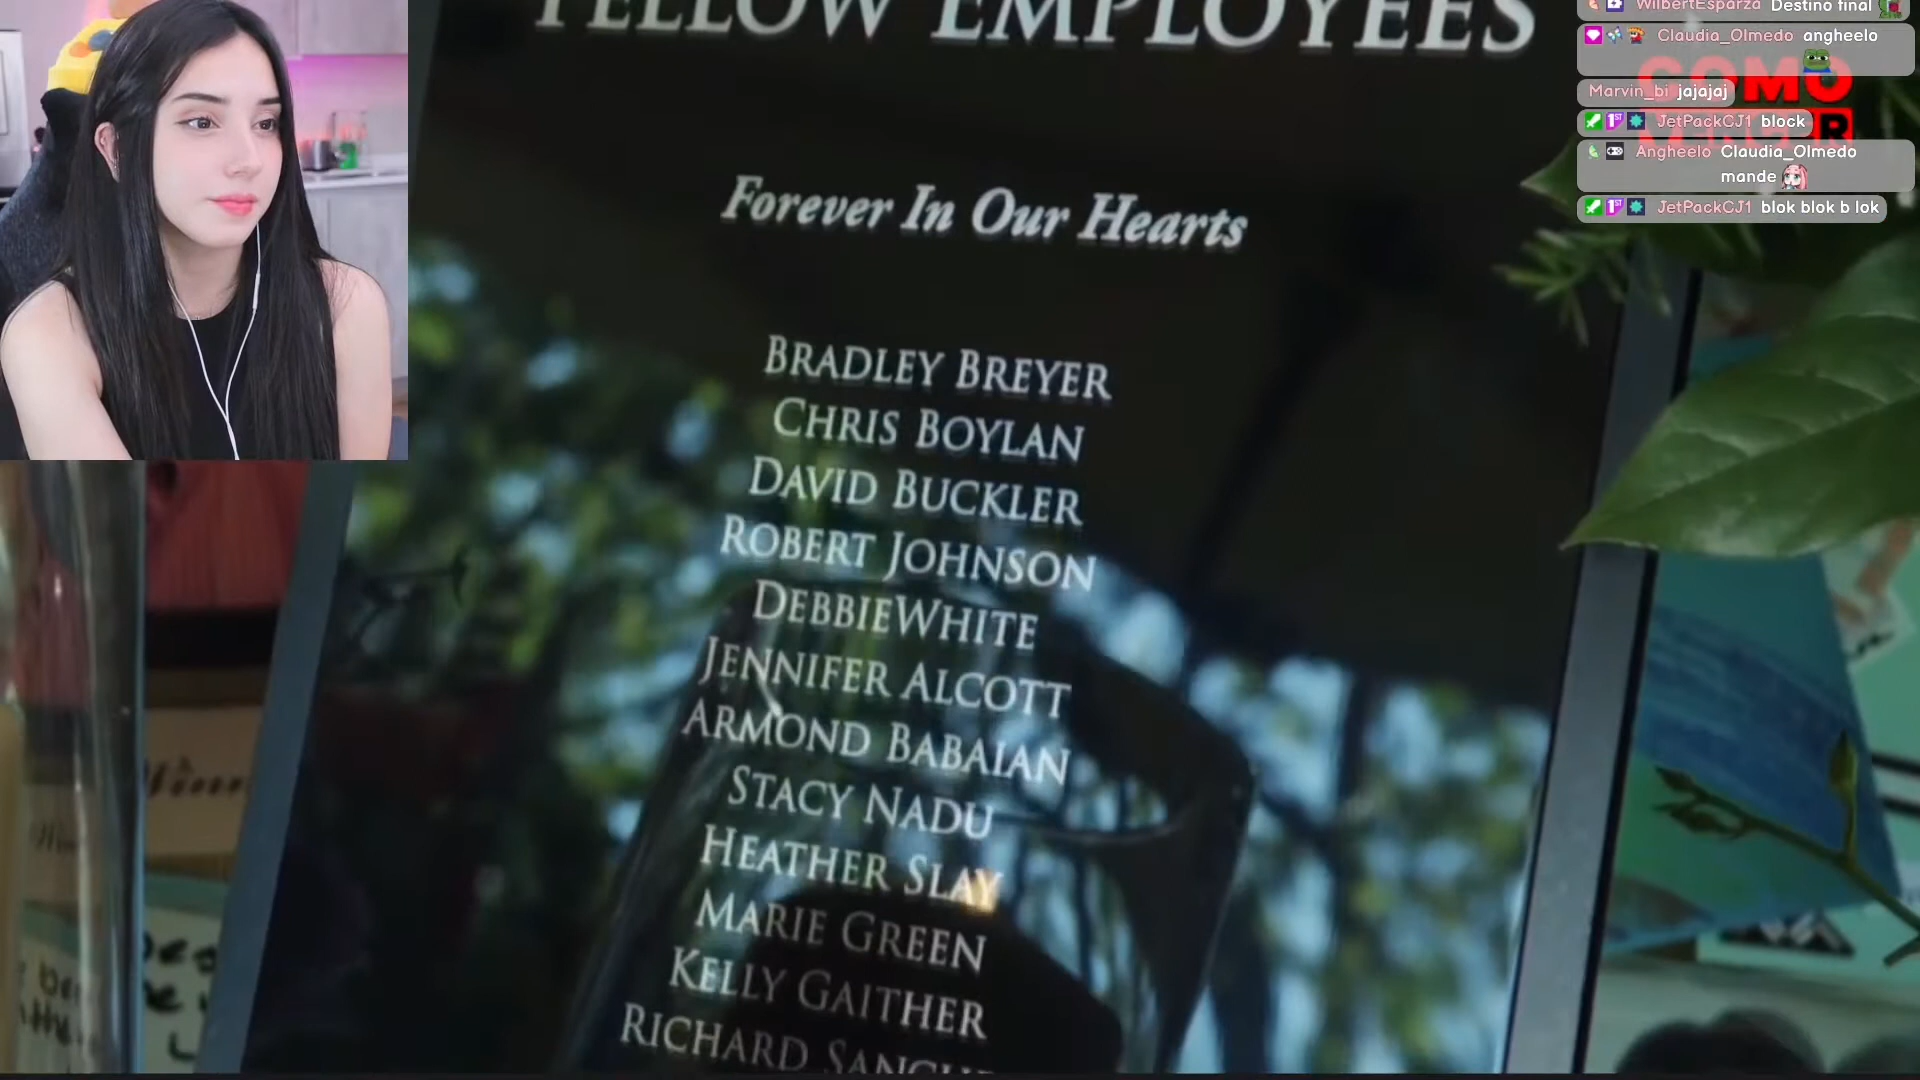 FELLOW EMPLOYEES
Forever In Our Hearts
BRADLEY BREYER
CHRIS BOYLAN
DAVID BUCKLER
ROBERT JOHNSON
DEBBIEWHITE
JENNIFER ALCOTT
ARMOND BABAIAN
STACY NADU
HEATHER SLAY
MARIE GREEN
KELLY GAITHER
RICHARD
WilbertEsparza Destino final
Claudia_Olmedo angheelo
COMO
Marvin_bi jajajaj
JetPackCJ1 block
Angheelo Claudia_Olmedo
mande
JetPackCJ1 blok blok b lok